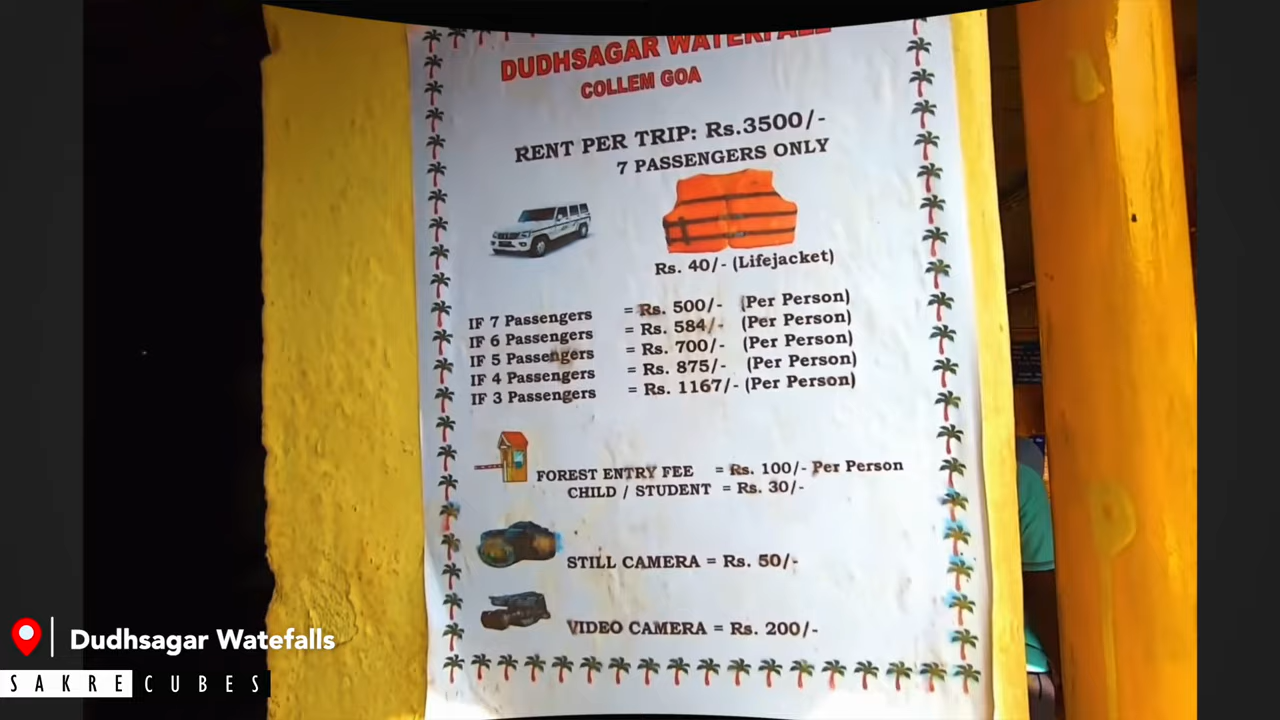 DUDHSAGAR WATERFALL
COLLEM GOA
RENT PER TRIP: Rs.3500/-
7 PASSENGERS ONLY
Rs. 40/- (Lifejacket)
IF 7 Passengers = Rs. 500/- (Per Person)
IF 6 Passengers = Rs. 584/- (Per Person)
IF 5 Passengers = Rs. 700/- (Per Person)
IF 4 Passengers = Rs. 875/- (Per Person)
IF 3 Passengers = Rs. 1167/- (Per Person)
FOREST ENTRY FEE = Rs. 100/- Per Person
CHILD / STUDENT = Rs. 30/-
STILL CAMERA = Rs. 50/-
VIDEO CAMERA = Rs. 200/-
Dudhsagar Watefalls
SAKRECUBES